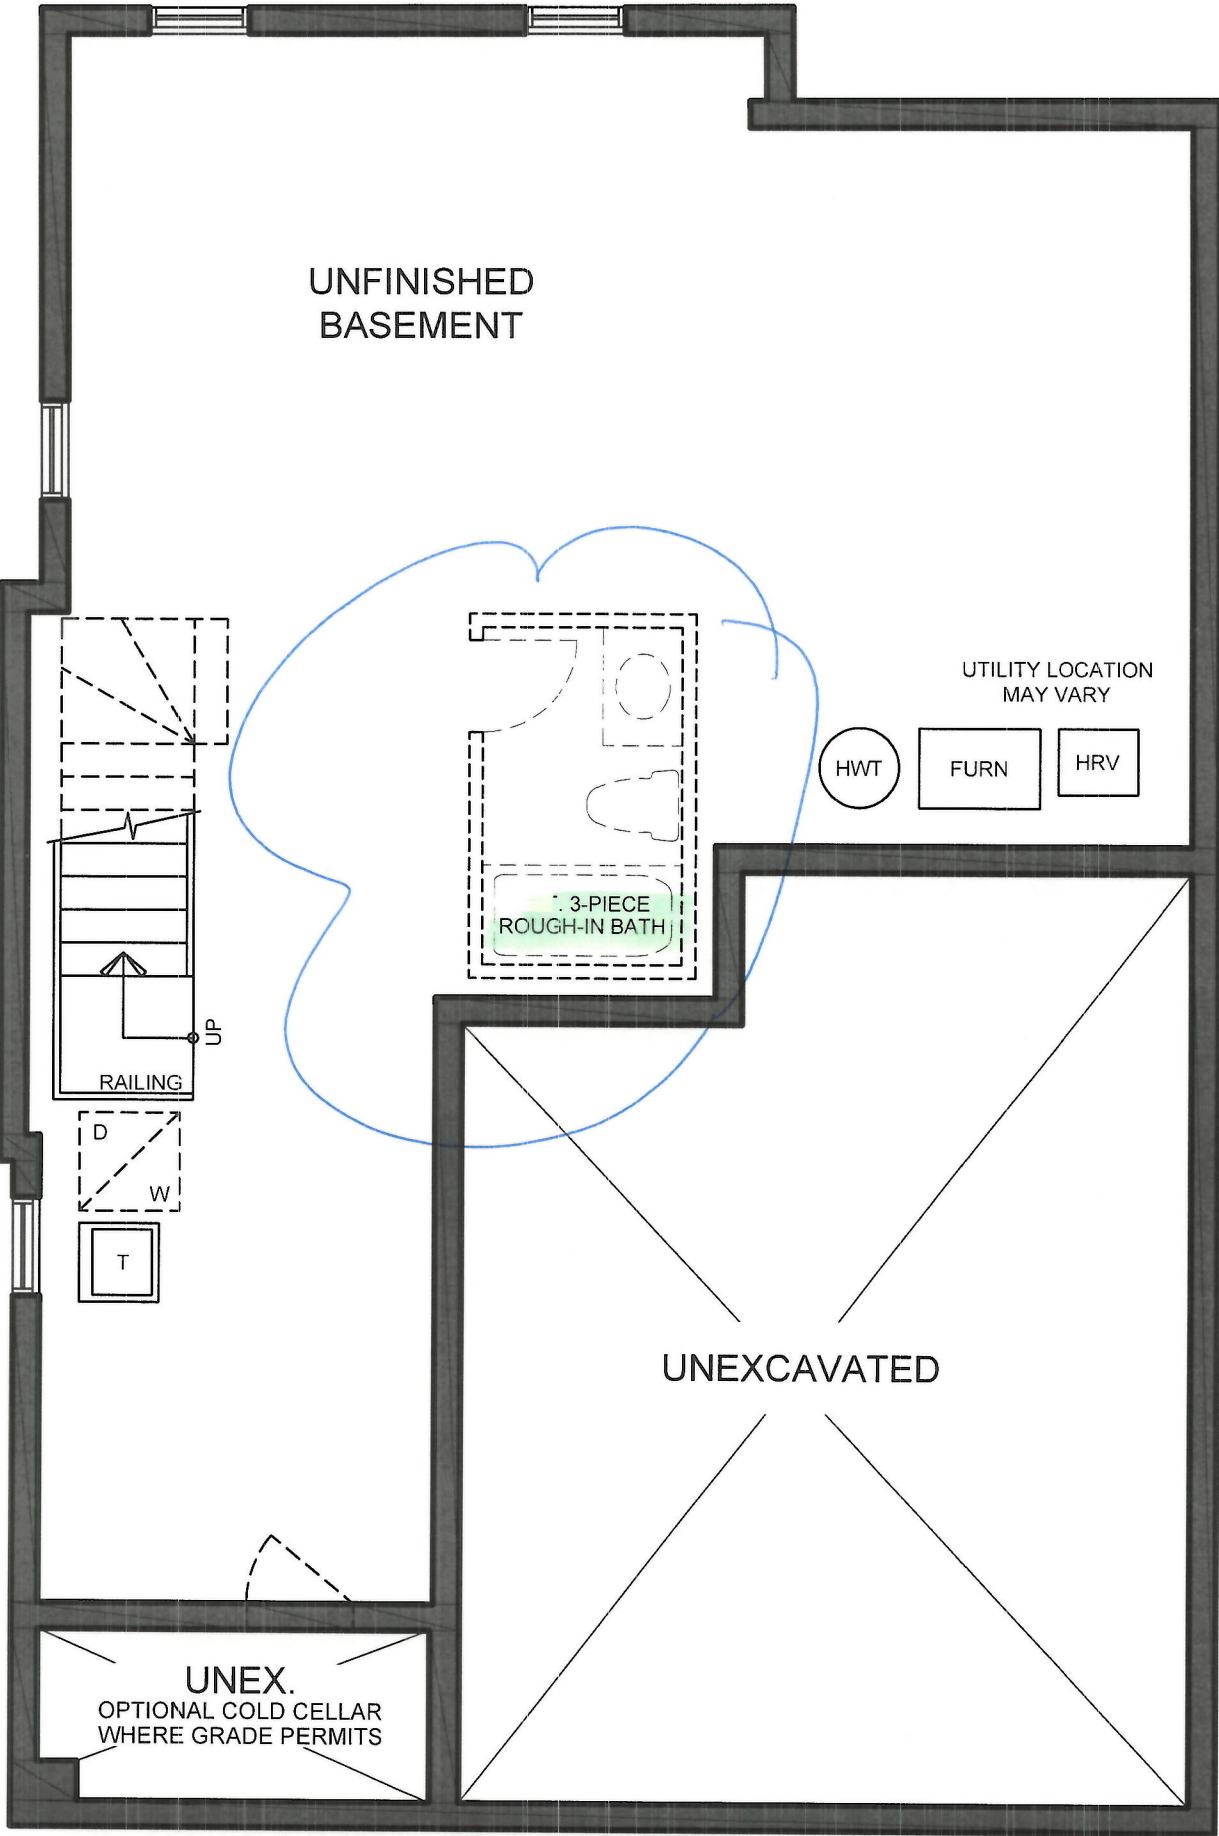 UNFINISHED
BASEMENT
UTILITY LOCATION
MAY VARY
HWT
FURN
HRV
3-PIECE
ROUGH-IN BATH
UP
RAILING
D
W
T
UNEXCAVATED
UNEX.
OPTIONAL COLD CELLAR
WHERE GRADE PERMITS